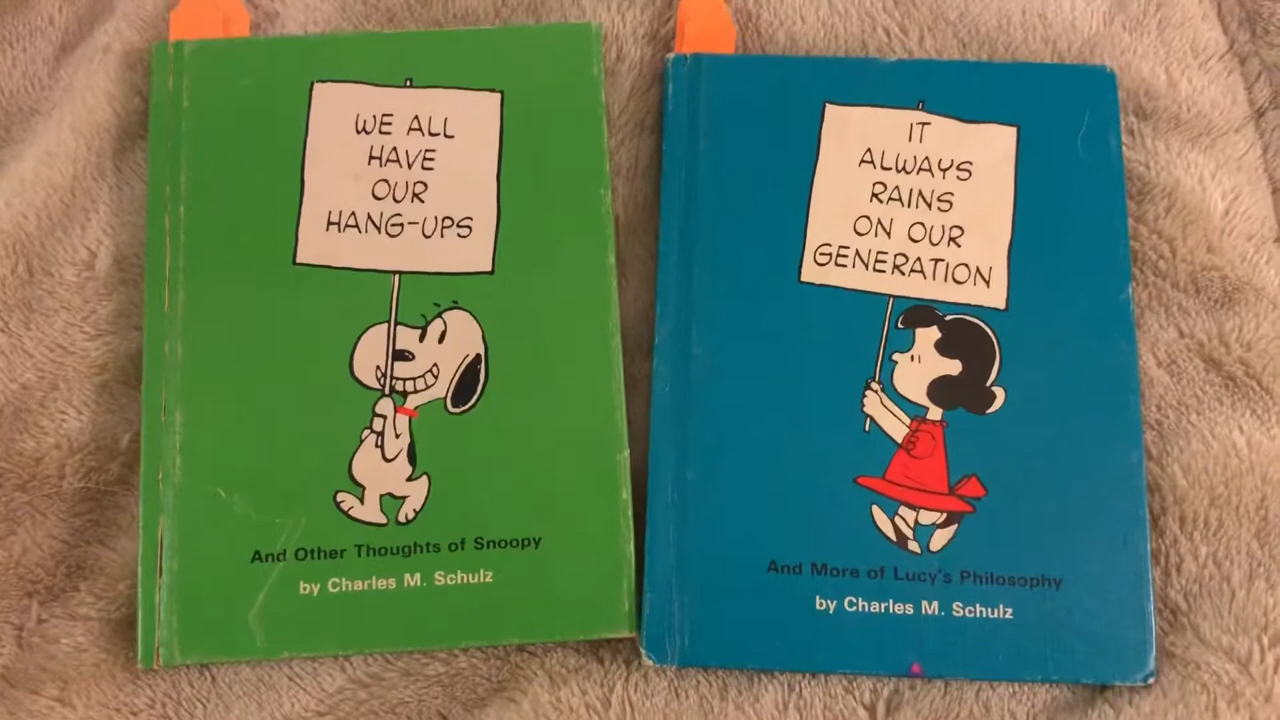 WE ALL
HAVE
OUR
HANG-UPS
And Other Thoughts of Snoopy
by Charles M. Schulz
IT
ALWAYS
RAINS
ON OUR
GENERATION
And More of Lucy's Philosophy
by Charles M. Schulz